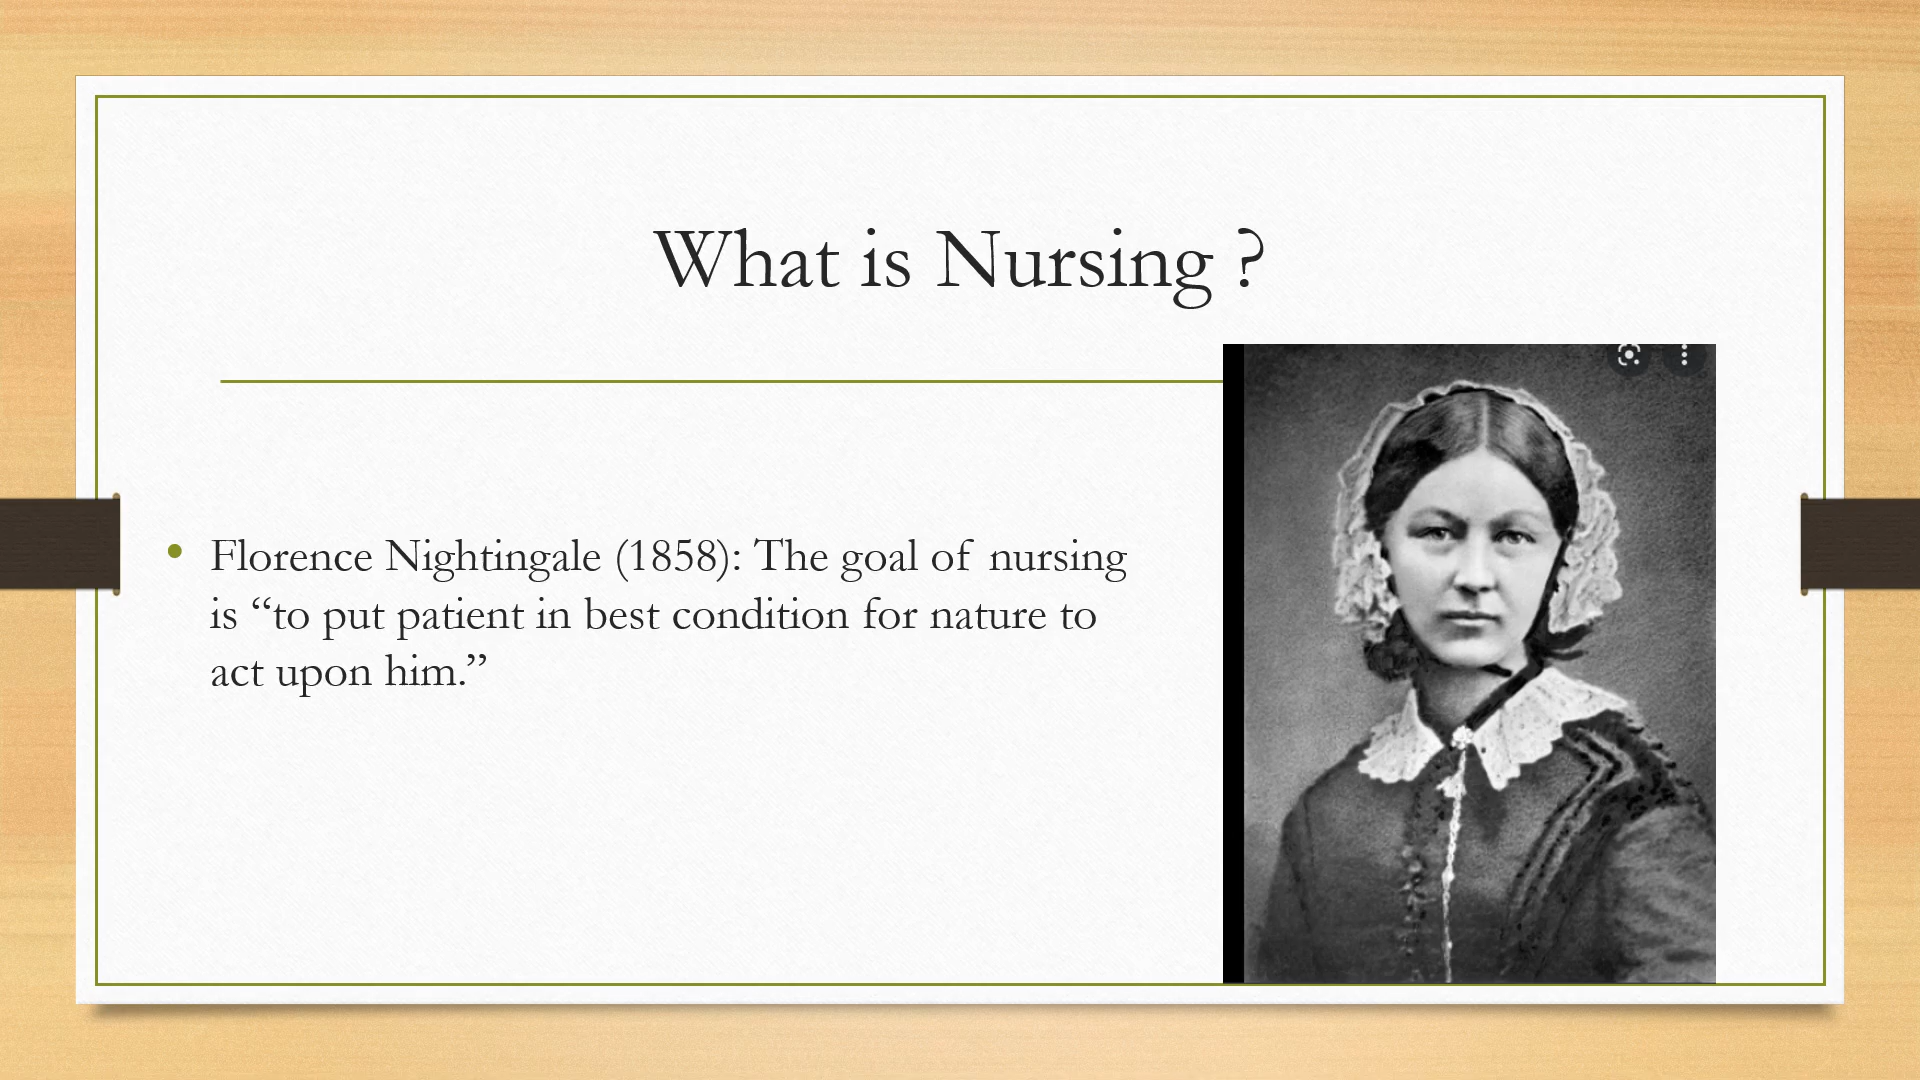 What is Nursing ?
• Florence Nightingale (1858): The goal of nursing
is “to put patient in best condition for nature to
act upon him.”